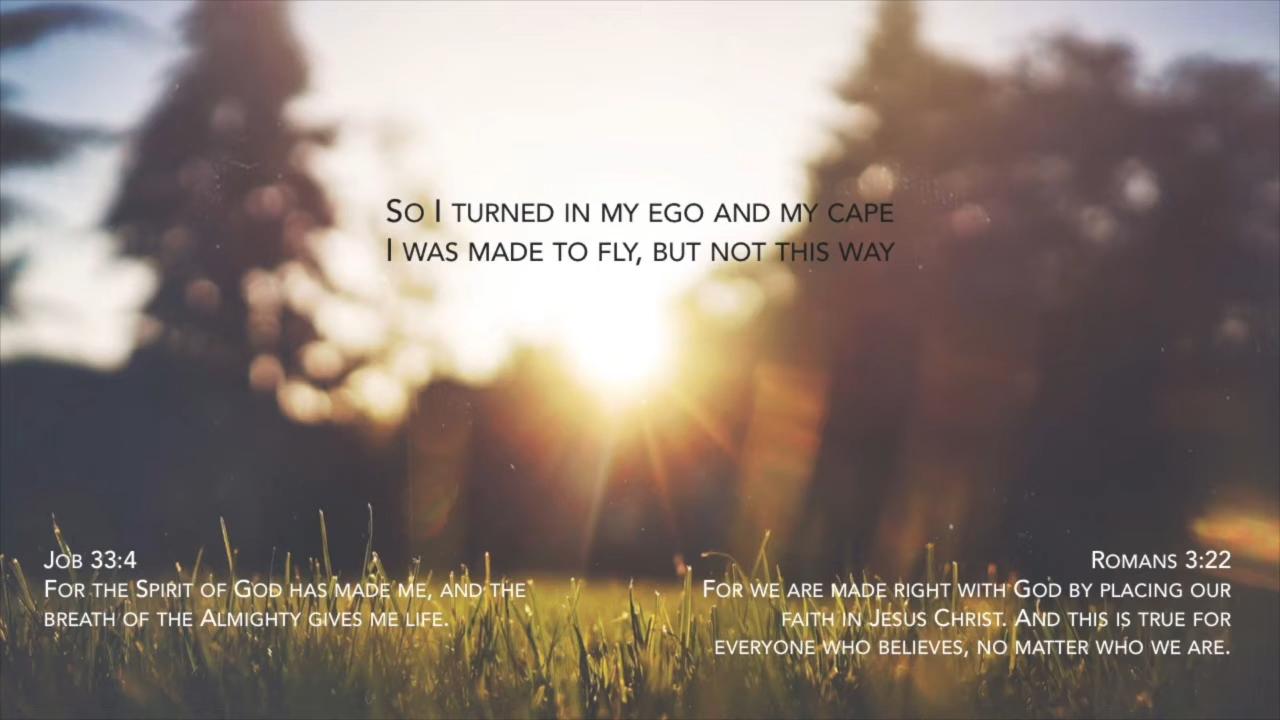 So I turned in my ego and my cape
I was made to fly, but not this way
Job 33:4
For the Spirit of God has made me, and the
breath of the Almighty gives me life.
Romans 3:22
For we are made right with God by placing our
faith in Jesus Christ. And this is true for
everyone who believes, no matter who we are.